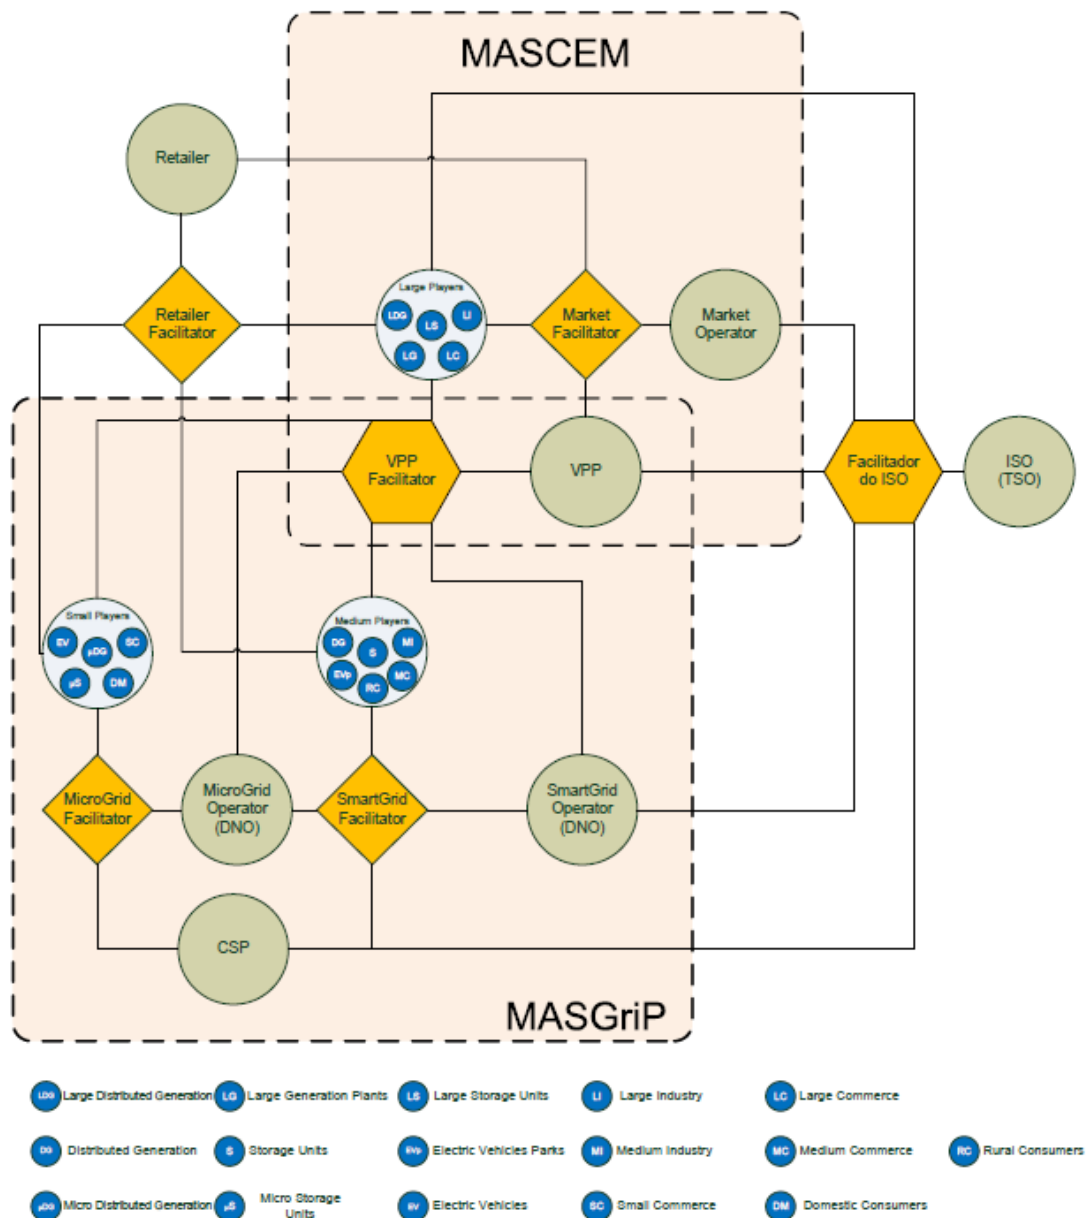 MASCEM
Retailer
Large Players
LDG
LS
LI
LG
LC
Retailer
Facilitator
Market
Facilitator
Market
Operator
VPP
Facilitator
VPP
Facilitador
do ISO
ISO
(TSO)
Small Players
EV
µDG
SC
µS
DM
Medium Players
DG
S
MI
EVp
RC
MC
MicroGrid
Facilitator
MicroGrid
Operator
(DNO)
SmartGrid
Facilitator
SmartGrid
Operator
(DNO)
CSP
MASGriP
LDG Large Distributed Generation LG Large Generation Plants LS Large Storage Units LI Large Industry LC Large Commerce
DG Distributed Generation S Storage Units EVp Electric Vehicles Parks MI Medium Industry MC Medium Commerce RC Rural Consumers
µDG Micro Distributed Generation µS Micro Storage Units EV Electric Vehicles SC Small Commerce DM Domestic Consumers